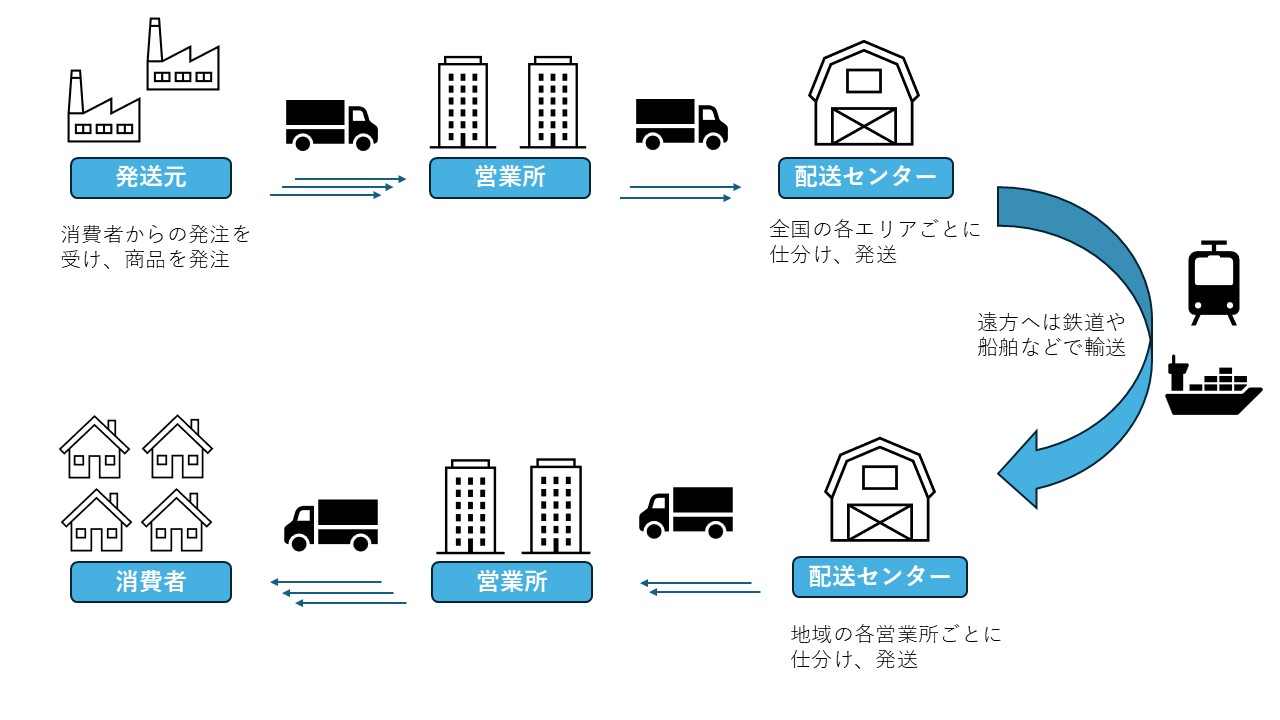 発送元
営業所
配送センター
消費者からの発注を
受け、商品を発注
全国の各エリアごとに
仕分け、発送
遠方へは鉄道や
船舶などで輸送
消費者
営業所
配送センター
地域の各営業所ごとに
仕分け、発送